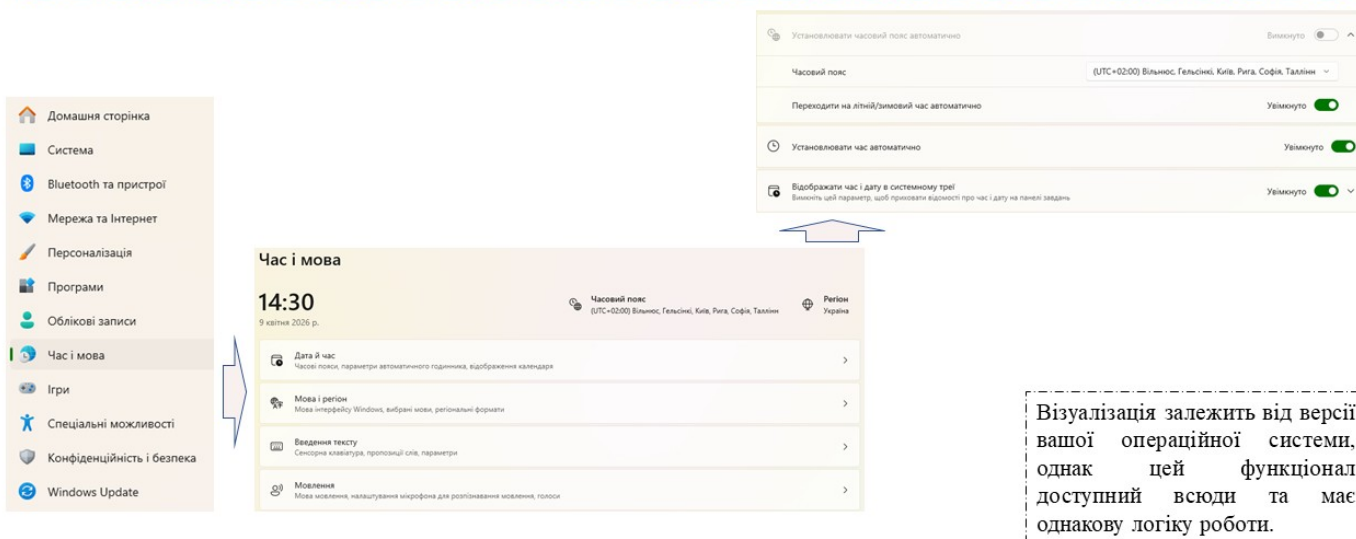 Домашня сторінка
Система
Bluetooth та пристрої
Мережа та Інтернет
Персоналізація
Програми
Облікові записи
Час і мова
Ігри
Спеціальні можливості
Конфіденційність і безпека
Windows Update
Час і мова
14:30
9 квітня 2026 р.
Часовий пояс
(UTC+02:00) Вільнюс, Гельсінкі, Київ, Рига, Софія, Таллінн
Регіон
Україна
Дата й час
Часові пояси, параметри автоматичного годинника, відображення календаря
Мова і регіон
Мова інтерфейсу Windows, вибрані мови, регіональні формати
Введення тексту
Сенсорна клавіатура, пропозиції слів, параметри
Мовлення
Мова мовлення, налаштування мікрофона для розпізнавання мовлення, голоси
Установлювати часовий пояс автоматично Вимкнуто
Часовий пояс (UTC+02:00) Вільнюс, Гельсінкі, Київ, Рига, Софія, Таллінн
Переходити на літній/зимовий час автоматично Увімкнуто
Установлювати час автоматично Увімкнуто
Відображати час і дату в системному треї Увімкнуто
Вимкніть цей параметр, щоб приховати відомості про час і дату на панелі завдань
Візуалізація залежить від версії
вашої операційної системи,
однак цей функціонал
доступний всюди та має
однакову логіку роботи.